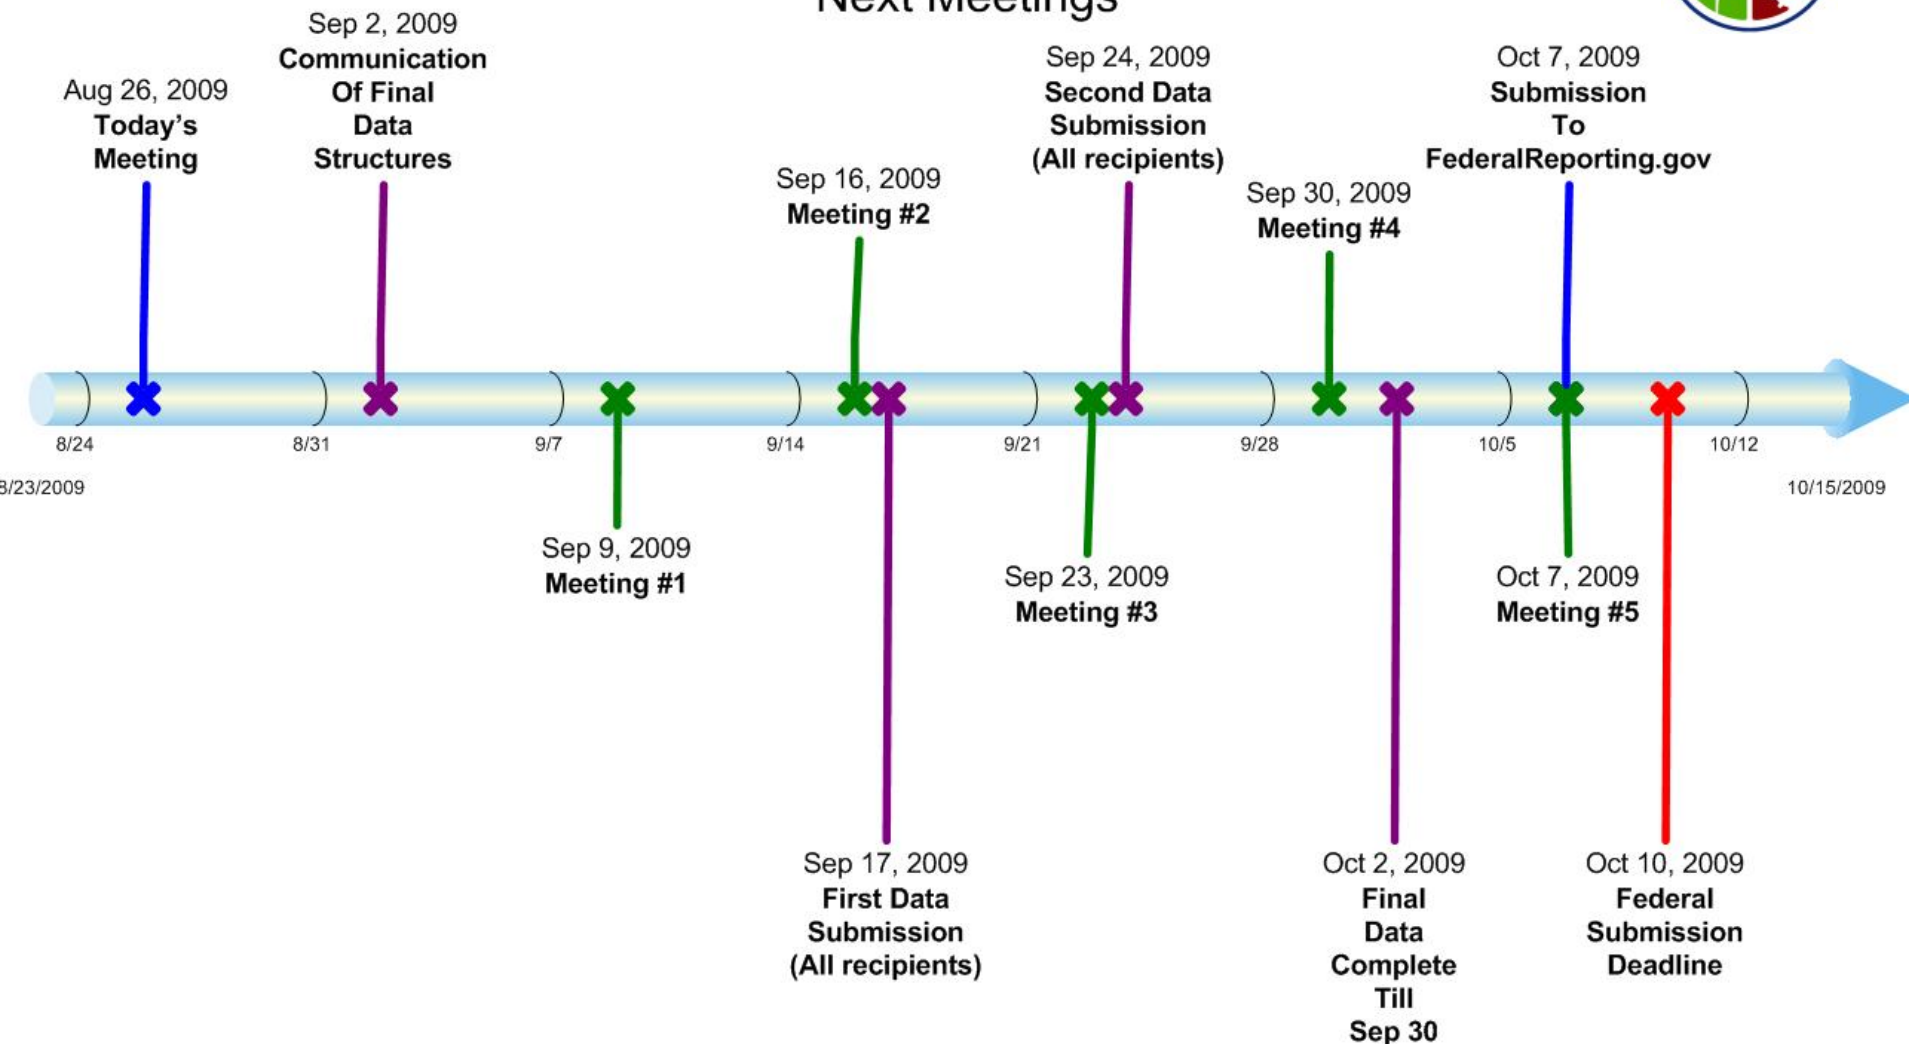 Next Meetings
Sep 2, 2009
Communication
Of Final
Data
Structures
Aug 26, 2009
Today's
Meeting
Sep 16, 2009
Meeting #2
Sep 24, 2009
Second Data
Submission
(All recipients)
Sep 30, 2009
Meeting #4
Oct 7, 2009
Submission
To
FederalReporting.gov
8/24
8/31
9/7
9/14
9/21
9/28
10/5
10/12
8/23/2009
10/15/2009
Sep 9, 2009
Meeting #1
Sep 23, 2009
Meeting #3
Oct 7, 2009
Meeting #5
Sep 17, 2009
First Data
Submission
(All recipients)
Oct 2, 2009
Final
Data
Complete
Till
Sep 30
Oct 10, 2009
Federal
Submission
Deadline